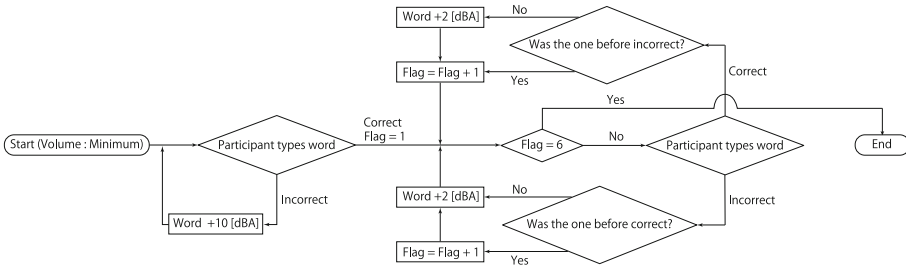 Start (Volume : Minimum)
Participant types word
Incorrect
Word +10 [dBA]
Correct
Flag = 1
Word +2 [dBA]
Flag = Flag + 1
No
Yes
Was the one before incorrect?
Correct
Yes
Flag = 6
No
Participant types word
End
Incorrect
Word +2 [dBA]
Flag = Flag + 1
No
Yes
Was the one before correct?